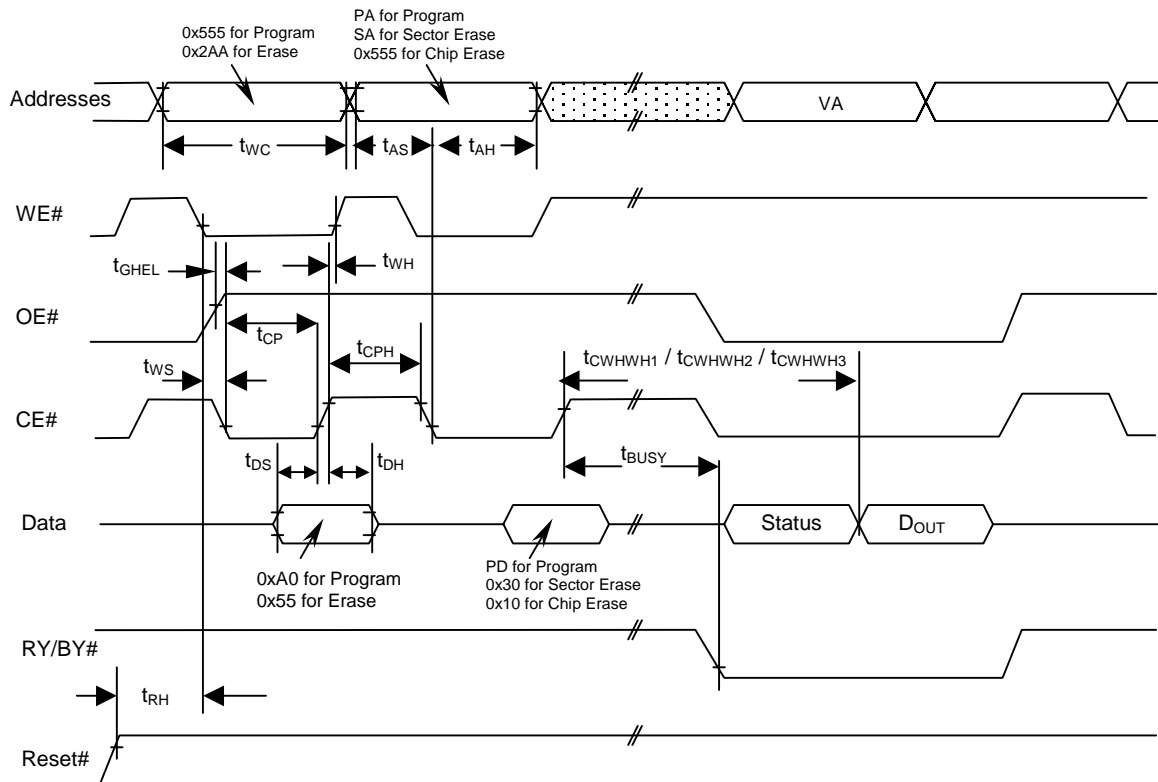 0x555 for Program
0x2AA for Erase
PA for Program
SA for Sector Erase
0x555 for Chip Erase
Addresses
VA
tWC
tAS
tAH
WE#
tGHEL
tWH
OE#
tCP
tCPH
tWS
tCWHWH1 / tCWHWH2 / tCWHWH3
CE#
tDS
tDH
tBUSY
Data
Status
DOUT
0xA0 for Program
0x55 for Erase
PD for Program
0x30 for Sector Erase
0x10 for Chip Erase
RY/BY#
tRH
Reset#